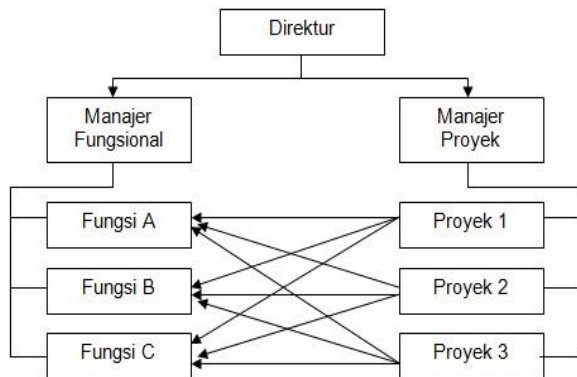 Direktur
Manajer
Fungsional
Manajer
Proyek
Fungsi A
Proyek 1
Fungsi B
Proyek 2
Fungsi C
Proyek 3